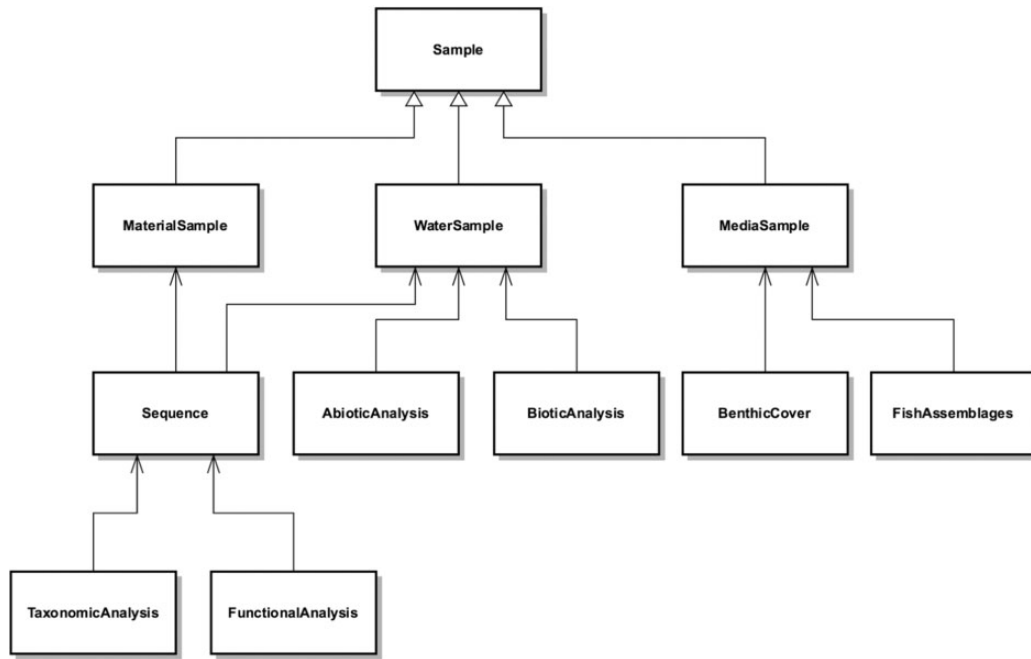 Sample
MaterialSample
WaterSample
MediaSample
Sequence
AbioticAnalysis
BioticAnalysis
BenthicCover
FishAssemblages
TaxonomicAnalysis
FunctionalAnalysis